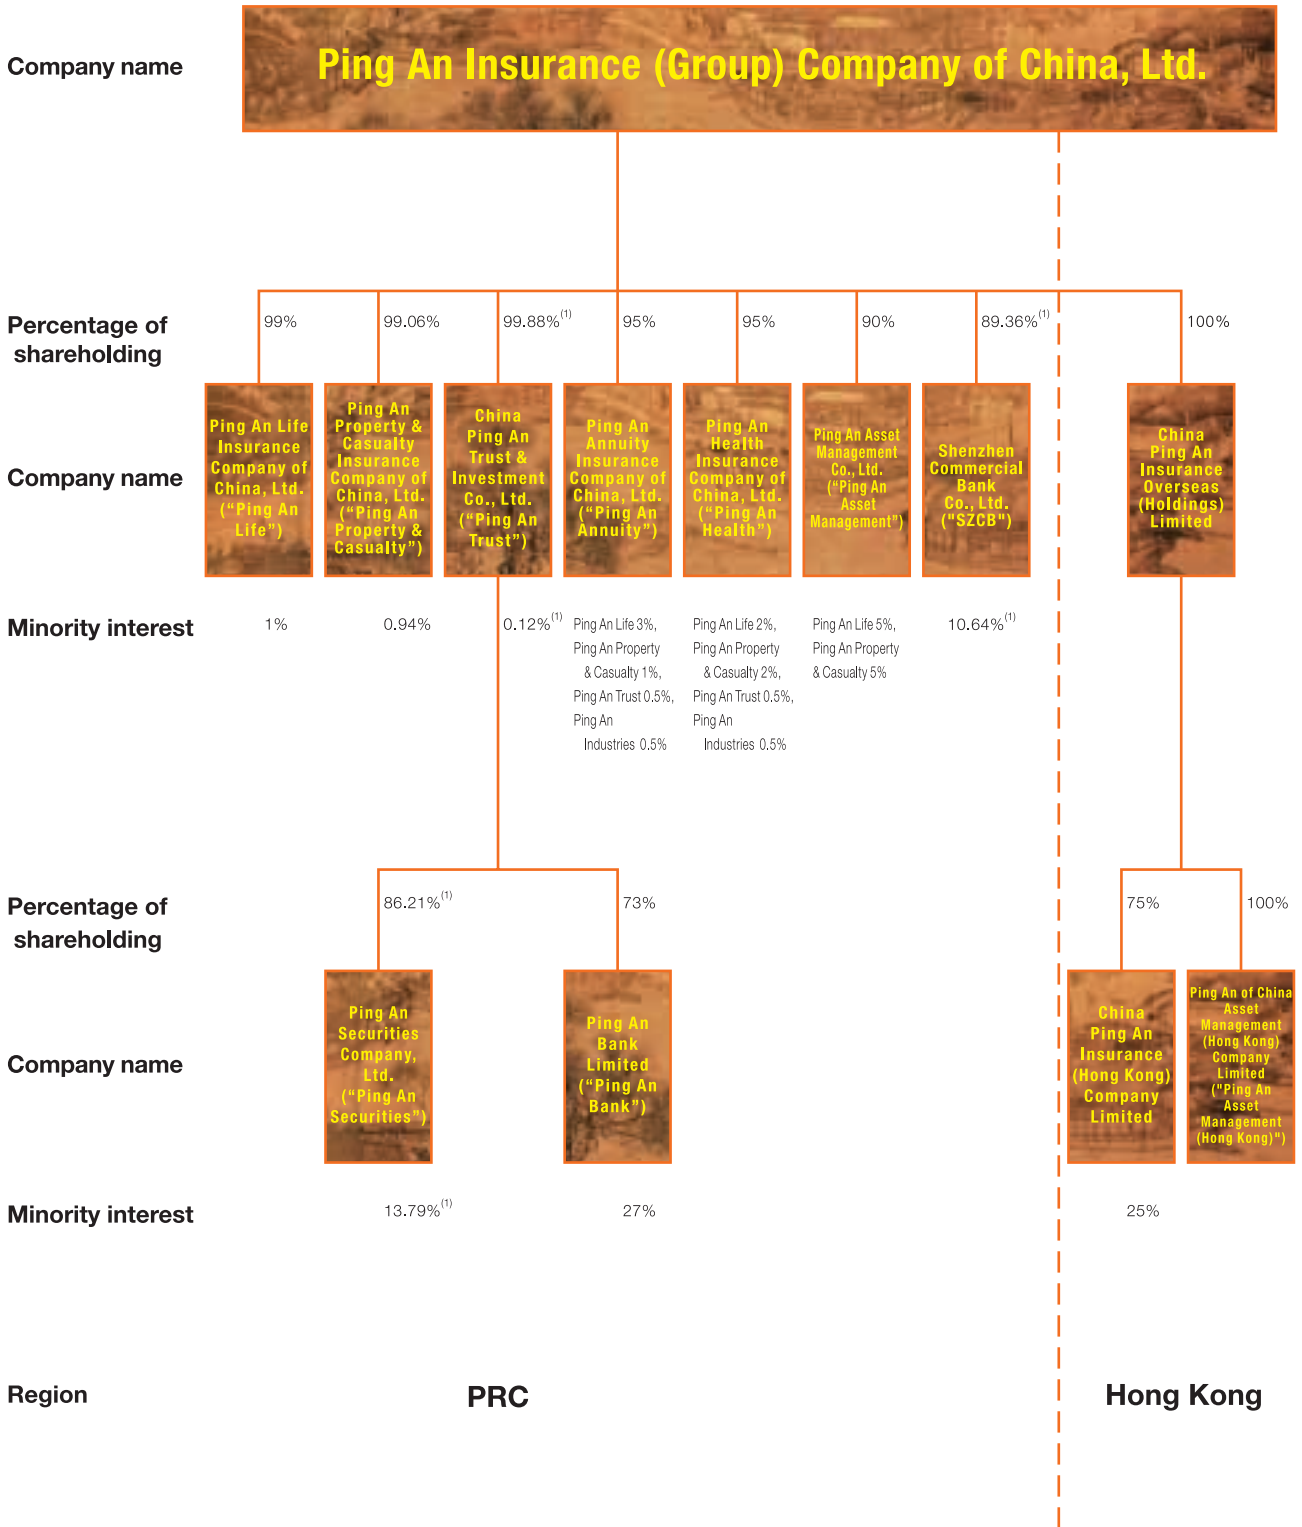 Company name
Ping An Insurance (Group) Company of China, Ltd.
Percentage of
shareholding
99%
99.06%
99.88%(1)
95%
95%
90%
89.36%(1)
100%
Company name
Ping An Life
Insurance
Company of
China, Ltd.
(“Ping An
Life”)
Ping An
Property &
Casualty
Insurance
Company of
China, Ltd.
(“Ping An
Property &
Casualty”)
China
Ping An
Trust &
Investment
Co., Ltd.
(“Ping An
Trust”)
Ping An
Annuity
Insurance
Company of
China, Ltd.
(“Ping An
Annuity”)
Ping An
Health
Insurance
Company of
China, Ltd.
(“Ping An
Health”)
Ping An Asset
Management
Co., Ltd.
(“Ping An
Asset
Management”)
Shenzhen
Commercial
Bank
Co., Ltd.
("SZCB")
China
Ping An
Insurance
Overseas
(Holdings)
Limited
Minority interest
1%
0.94%
0.12%(1)
Ping An Life 3%,
Ping An Property
& Casualty 1%,
Ping An Trust 0.5%,
Ping An
Industries 0.5%
Ping An Life 2%,
Ping An Property
& Casualty 2%,
Ping An Trust 0.5%,
Ping An
Industries 0.5%
Ping An Life 5%,
Ping An Property
& Casualty 5%
10.64%(1)
Percentage of
shareholding
86.21%(1)
73%
75%
100%
Company name
Ping An
Securities
Company,
Ltd.
(“Ping An
Securities”)
Ping An
Bank
Limited
(“Ping An
Bank”)
China
Ping An
Insurance
(Hong Kong)
Company
Limited
Ping An of China
Asset
Management
(Hong Kong)
Company
Limited
("Ping An
Asset
Management
(Hong Kong)")
Minority interest
13.79%(1)
27%
25%
Region
PRC
Hong Kong